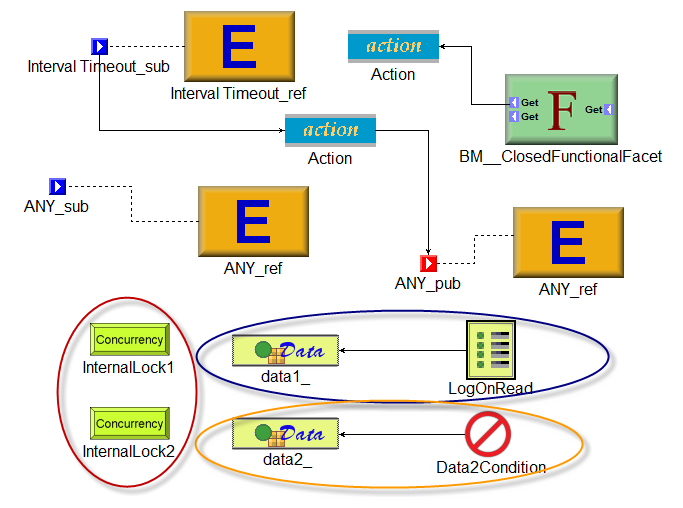 E
Interval Timeout_sub
Interval Timeout_ref
action
Action
Get
Get
F
Get
BM__ClosedFunctionalFacet
action
Action
ANY_sub
E
ANY_ref
ANY_pub
E
ANY_ref
Concurrency
InternalLock1
Data
data1_
LogOnRead
Concurrency
InternalLock2
Data
data2_
Data2Condition